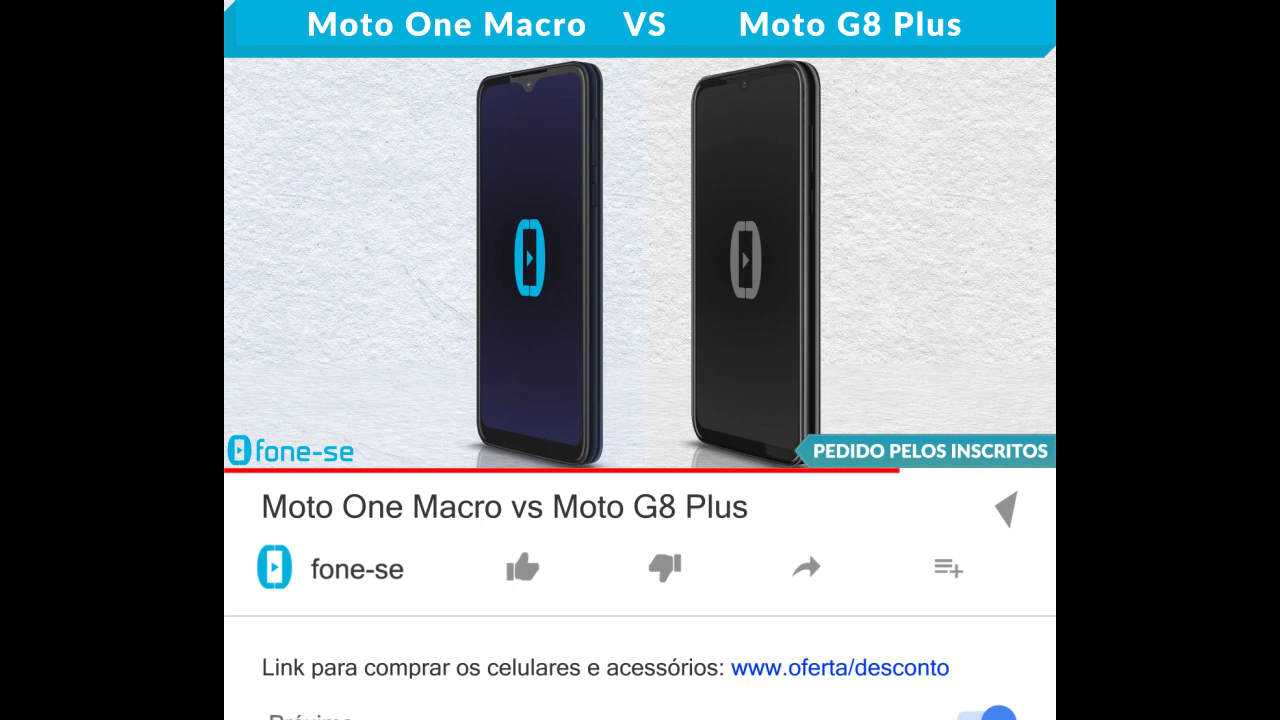 Moto One Macro VS Moto G8 Plus
fone-se
PEDIDO PELOS INSCRITOS
Moto One Macro vs Moto G8 Plus
fone-se
Link para comprar os celulares e acessórios: www.oferta/desconto